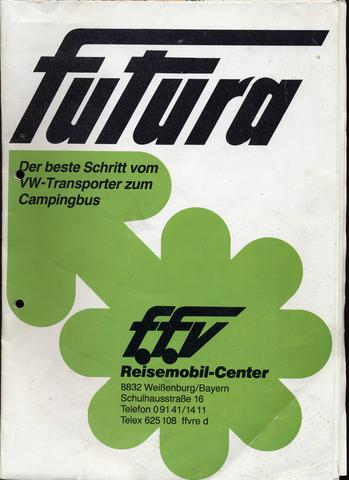 futura
Der beste Schritt vom
VW-Transporter zum
Campingbus
ffv
Reisemobil-Center
8832 Weißenburg/Bayern
Schulhausstraße 16
Telefon 0 91 41/14 11
Telex 625 108 ffvre d